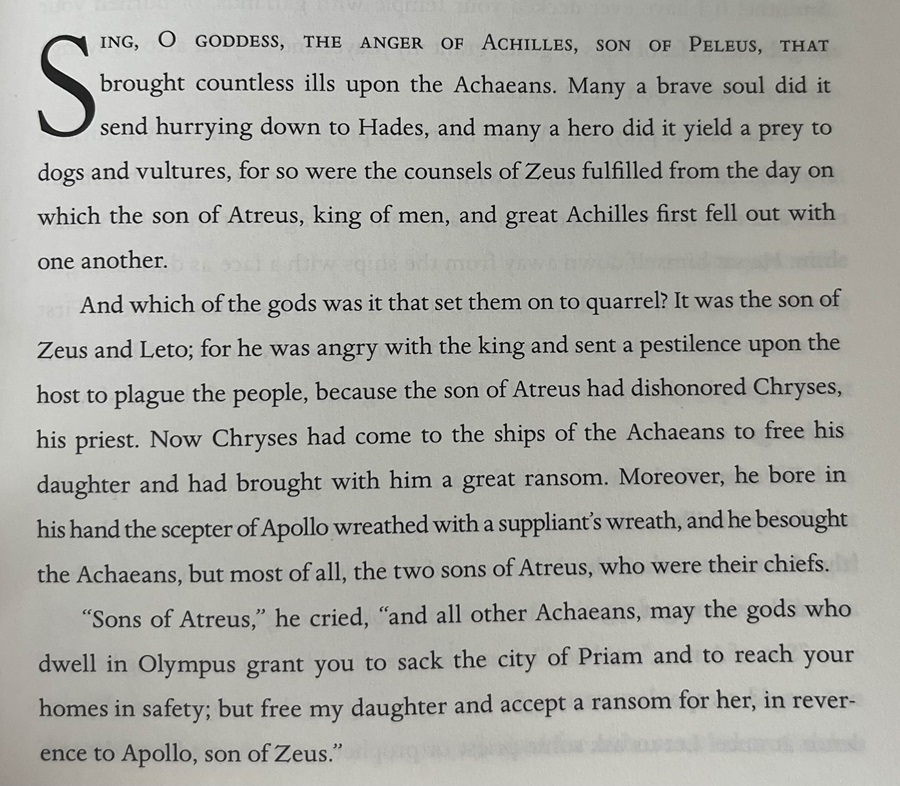 SING, O GODDESS, THE ANGER OF ACHILLES, SON OF PELEUS, THAT
brought countless ills upon the Achaeans. Many a brave soul did it
send hurrying down to Hades, and many a hero did it yield a prey to
dogs and vultures, for so were the counsels of Zeus fulfilled from the day on
which the son of Atreus, king of men, and great Achilles first fell out with
one another.
And which of the gods was it that set them on to quarrel? It was the son of
Zeus and Leto; for he was angry with the king and sent a pestilence upon the
host to plague the people, because the son of Atreus had dishonored Chryses,
his priest. Now Chryses had come to the ships of the Achaeans to free his
daughter and had brought with him a great ransom. Moreover, he bore in
his hand the scepter of Apollo wreathed with a suppliant's wreath, and he besought
the Achaeans, but most of all, the two sons of Atreus, who were their chiefs.
“Sons of Atreus,” he cried, “and all other Achaeans, may the gods who
dwell in Olympus grant you to sack the city of Priam and to reach your
homes in safety; but free my daughter and accept a ransom for her, in rever-
ence to Apollo, son of Zeus.”